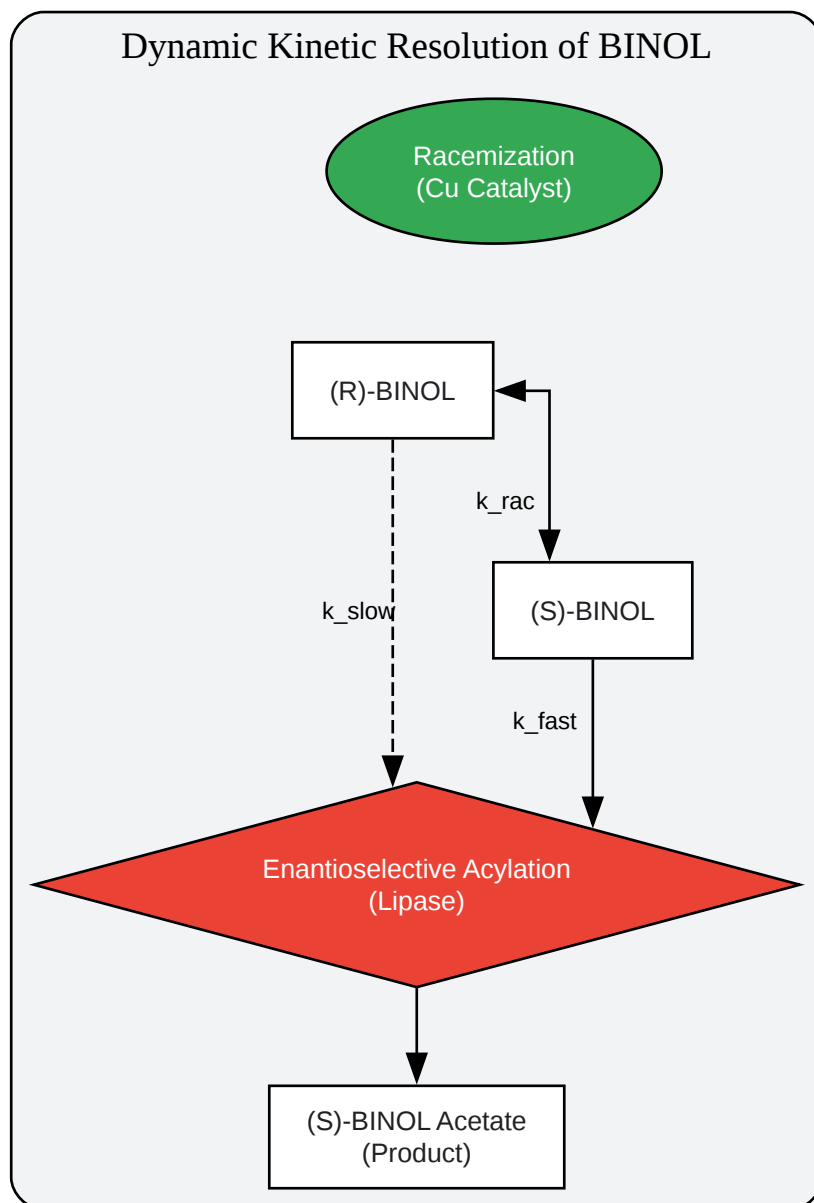 Dynamic Kinetic Resolution of BINOL
Racemization
(Cu Catalyst)
(R)-BINOL
k_rac
(S)-BINOL
k_slow
k_fast
Enantioselective Acylation
(Lipase)
(S)-BINOL Acetate
(Product)